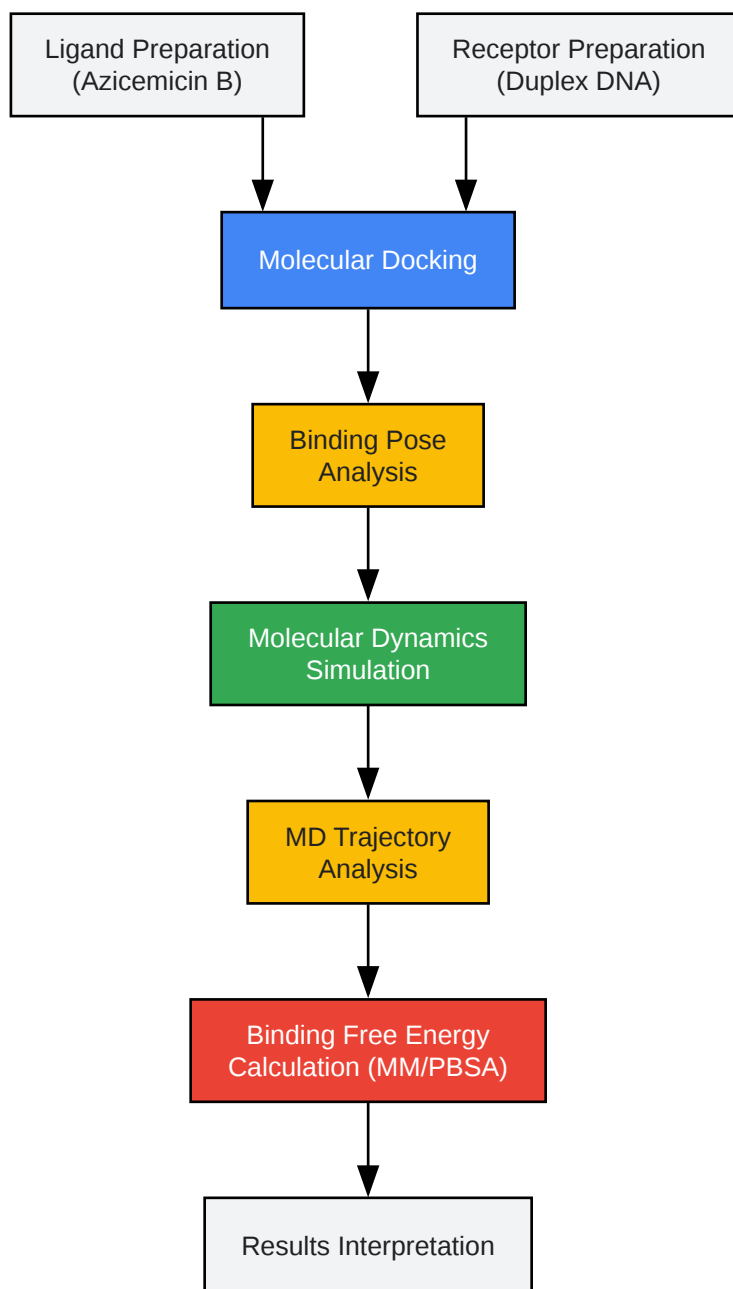 Ligand Preparation
(Azicemicin B)
Receptor Preparation
(Duplex DNA)
Molecular Docking
Binding Pose
Analysis
Molecular Dynamics
Simulation
MD Trajectory
Analysis
Binding Free Energy
Calculation (MM/PBSA)
Results Interpretation